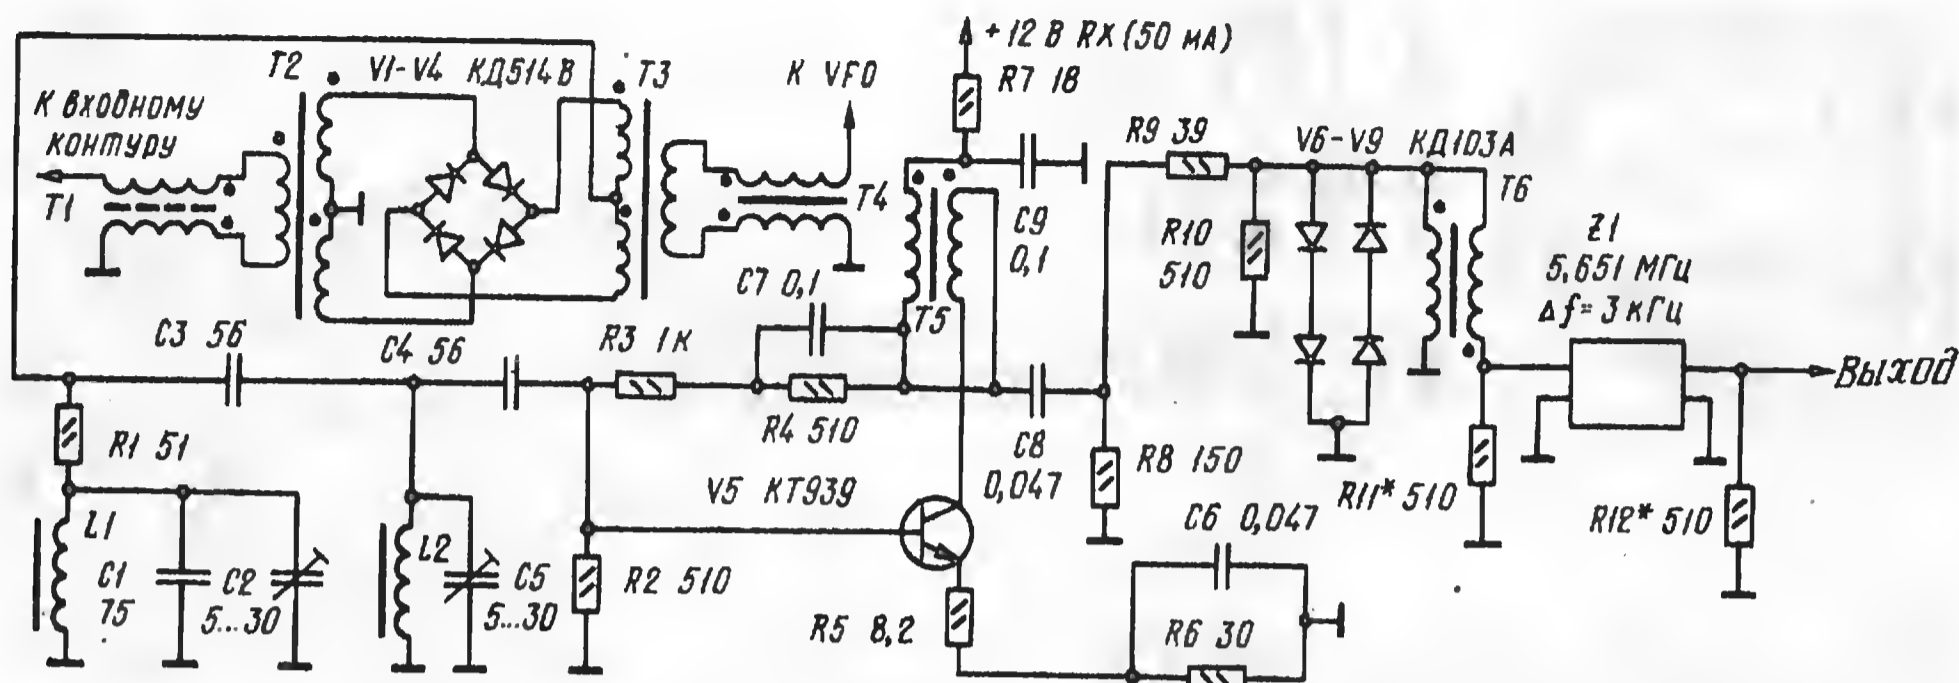 +12 В RX (50 мА)
R7 18
T2
V1-V4 КД514В
T3
К VFO
К входному
контуру
T1
T4
R9 39
V6-V9 КД103А
T6
C9
0,1
R10
510
Z1
5,651 МГц
Δf=3 кГц
C7 0,1
T5
C3 56
C4 56
R3 1к
Выход
R4 510
C8
0,047
R8 150
R1 51
V5 КТ939
R11* 510
R12* 510
C6 0,047
L1
C1
75
C2
5...30
L2
C5
5...30
R2 510
R5 8,2
R6 30